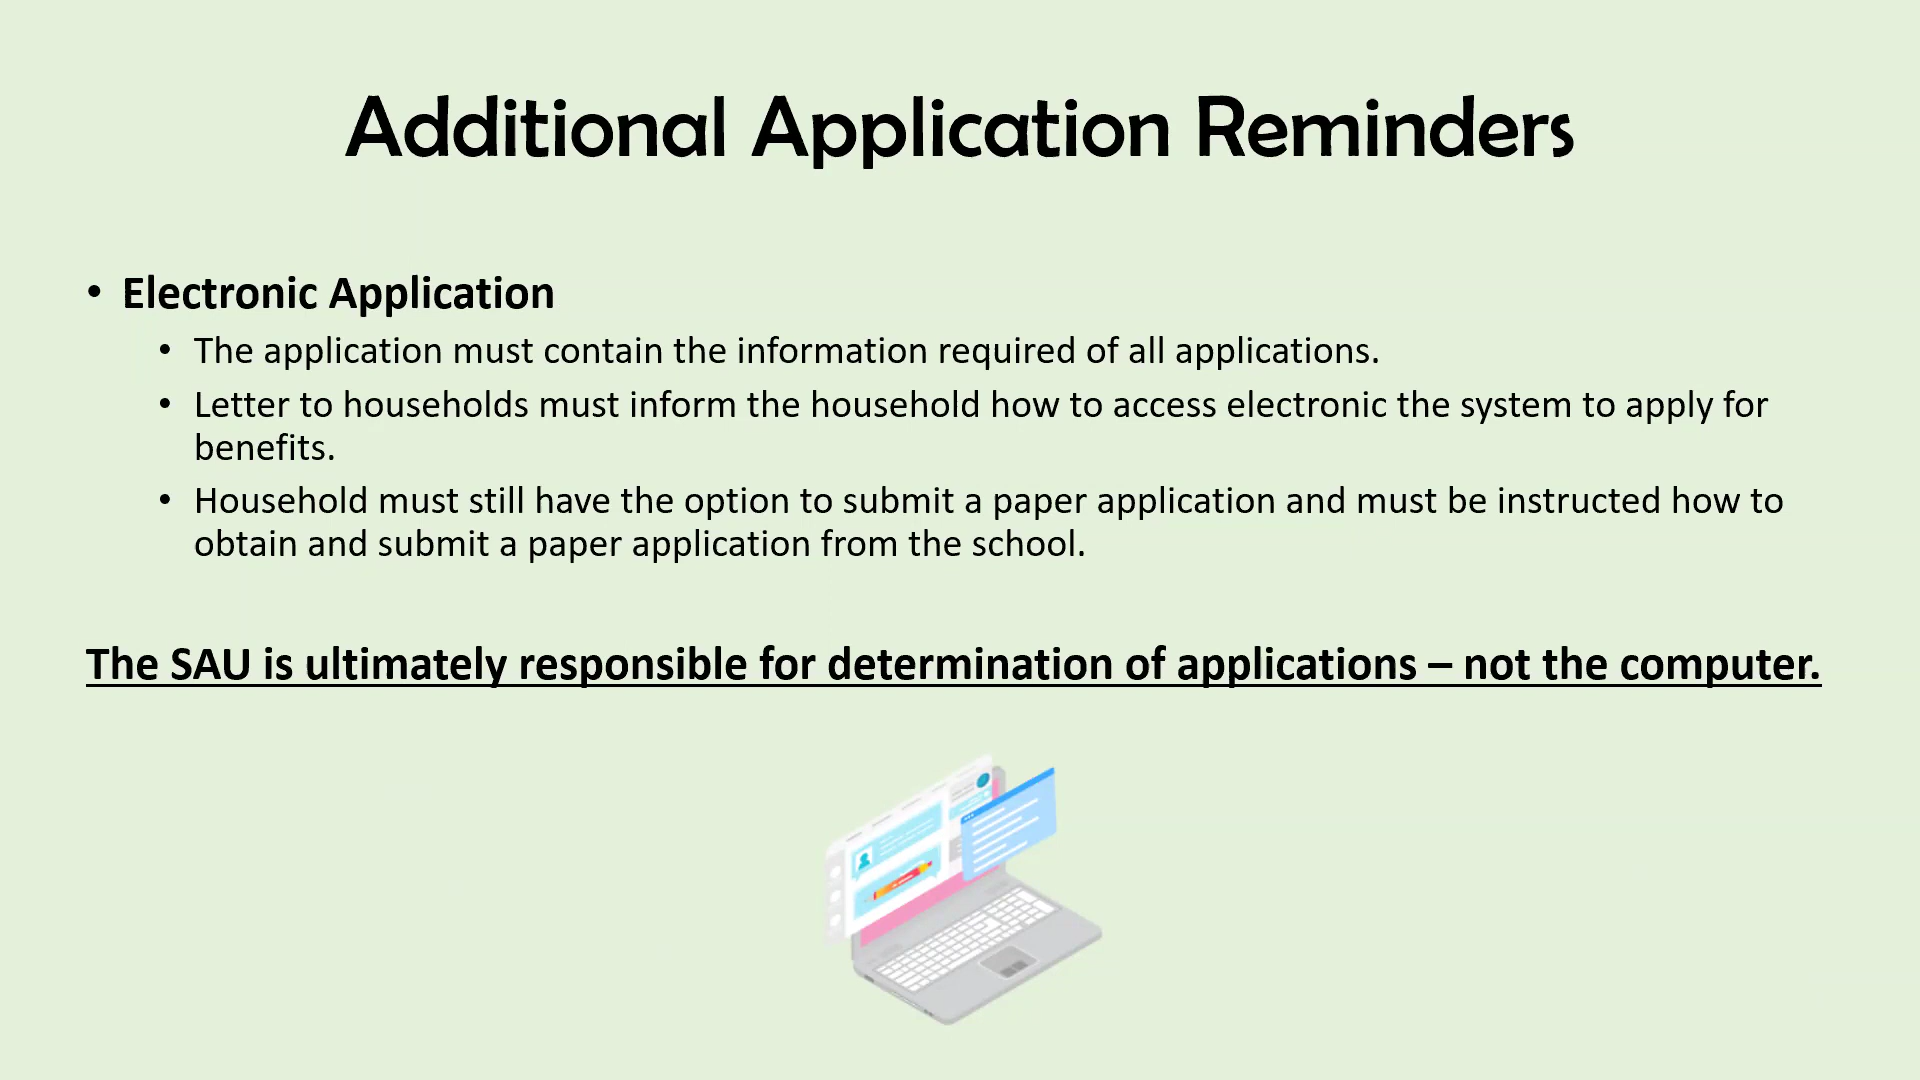 Additional Application Reminders
• Electronic Application
• The application must contain the information required of all applications.
• Letter to households must inform the household how to access electronic the system to apply for
benefits.
• Household must still have the option to submit a paper application and must be instructed how to
obtain and submit a paper application from the school.
The SAU is ultimately responsible for determination of applications – not the computer.